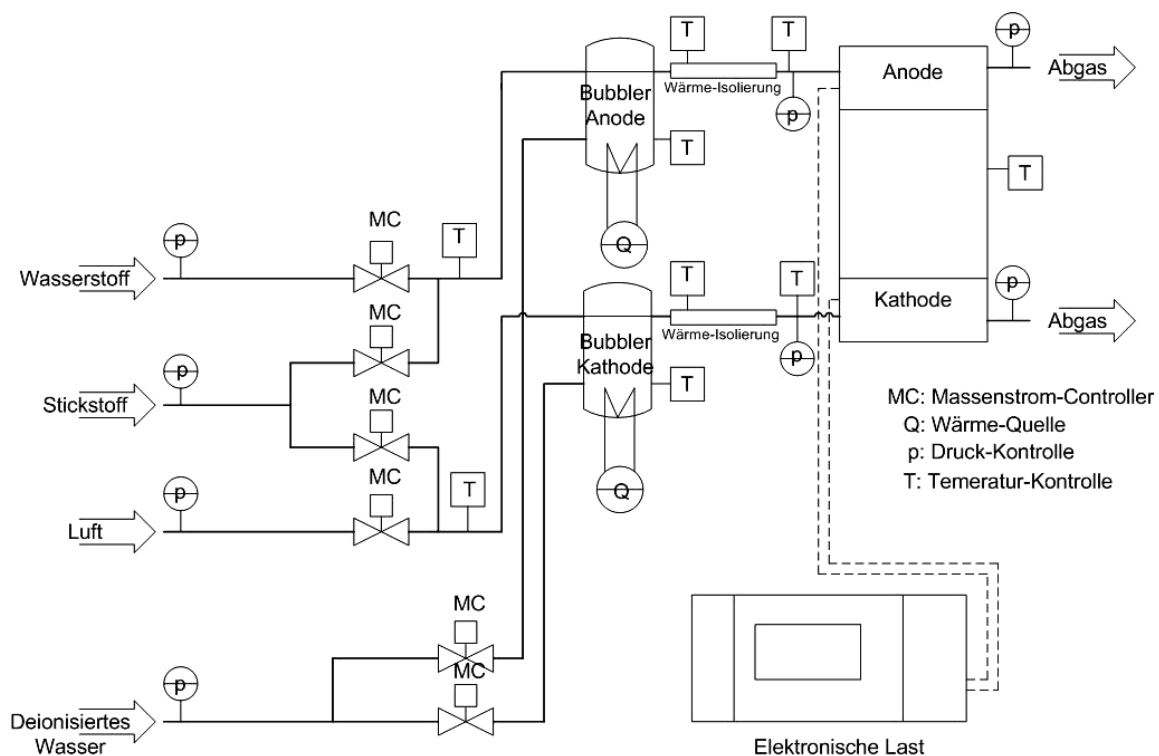 T
T
p
Bubbler
Anode
Wärme-Isolierung
p
Anode
Abgas
T
T
Q
MC
p
T
Wasserstoff
MC
p
Stickstoff
MC
T
T
p
Bubbler
Kathode
Wärme-Isolierung
p
Kathode
Abgas
T
Q
MC
p
T
Luft
MC: Massenstrom-Controller
Q: Wärme-Quelle
p: Druck-Kontrolle
T: Temeratur-Kontrolle
MC
MC
p
Deionisiertes
Wasser
Elektronische Last